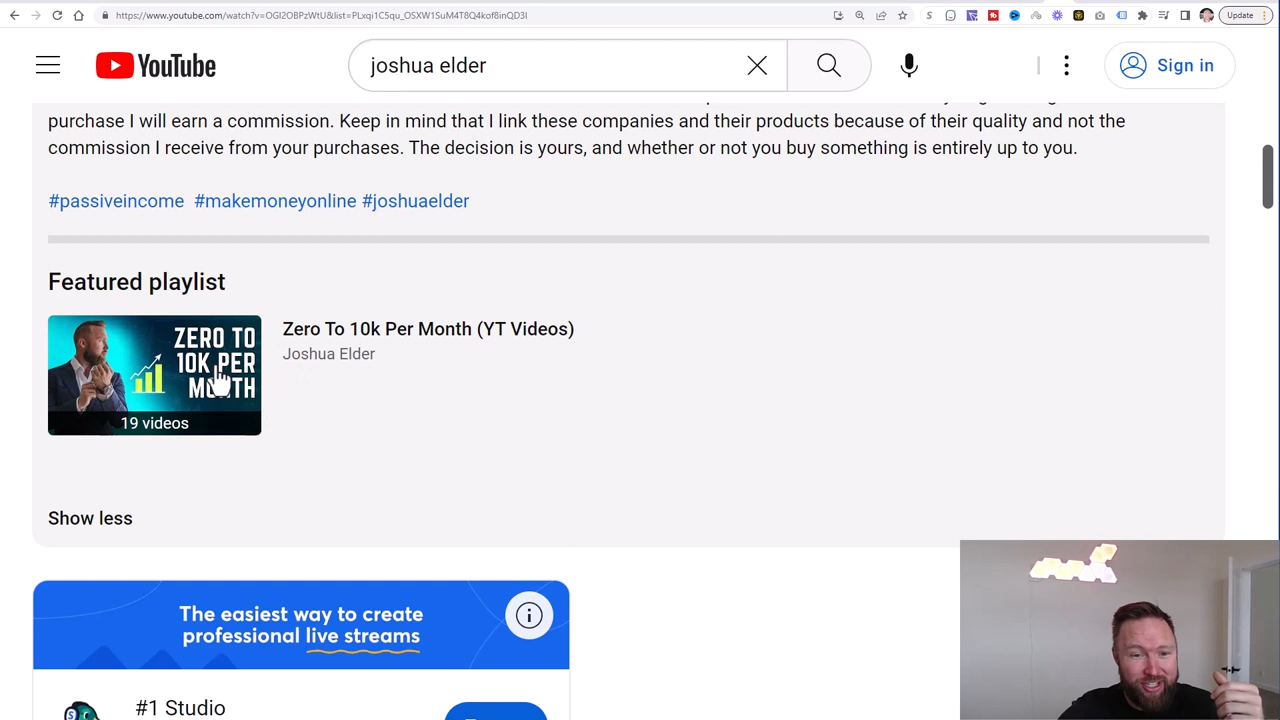 https://www.youtube.com/watch?v=OGI2OBPzWtU&list=PLxqi1C5qu_OSXW1SuM4T8Q4kof8inQD3l
Update
YouTube
joshua elder
Sign in
purchase I will earn a commission. Keep in mind that I link these companies and their products because of their quality and not the
commission I receive from your purchases. The decision is yours, and whether or not you buy something is entirely up to you.
#passiveincome #makemoneyonline #joshuaelder
Featured playlist
ZERO TO
10K PER
MONTH
19 videos
Zero To 10k Per Month (YT Videos)
Joshua Elder
Show less
The easiest way to create
professional live streams
#1 Studio